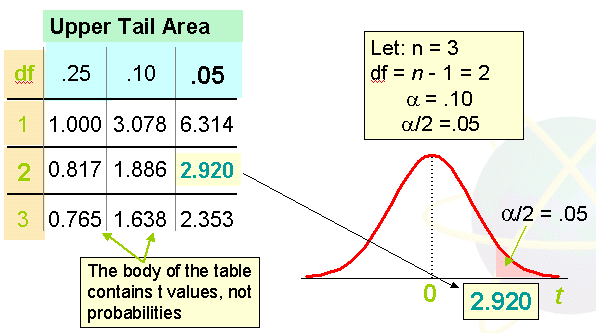 Upper Tail Area
df .25 .10 .05
1 1.000 3.078 6.314
2 0.817 1.886 2.920
3 0.765 1.638 2.353
The body of the table
contains t values, not
probabilities
Let: n = 3
df = n - 1 = 2
α = .10
α/2 =.05
α/2 = .05
0 2.920 t